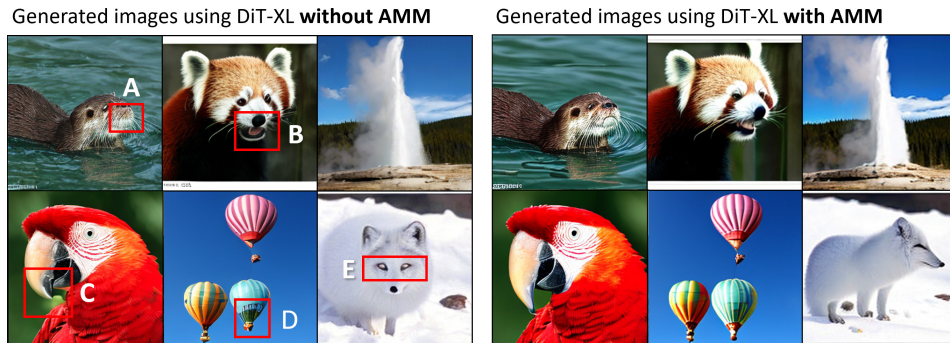 Generated images using DiT-XL without AMM
Generated images using DiT-XL with AMM
A
B
C
D
E